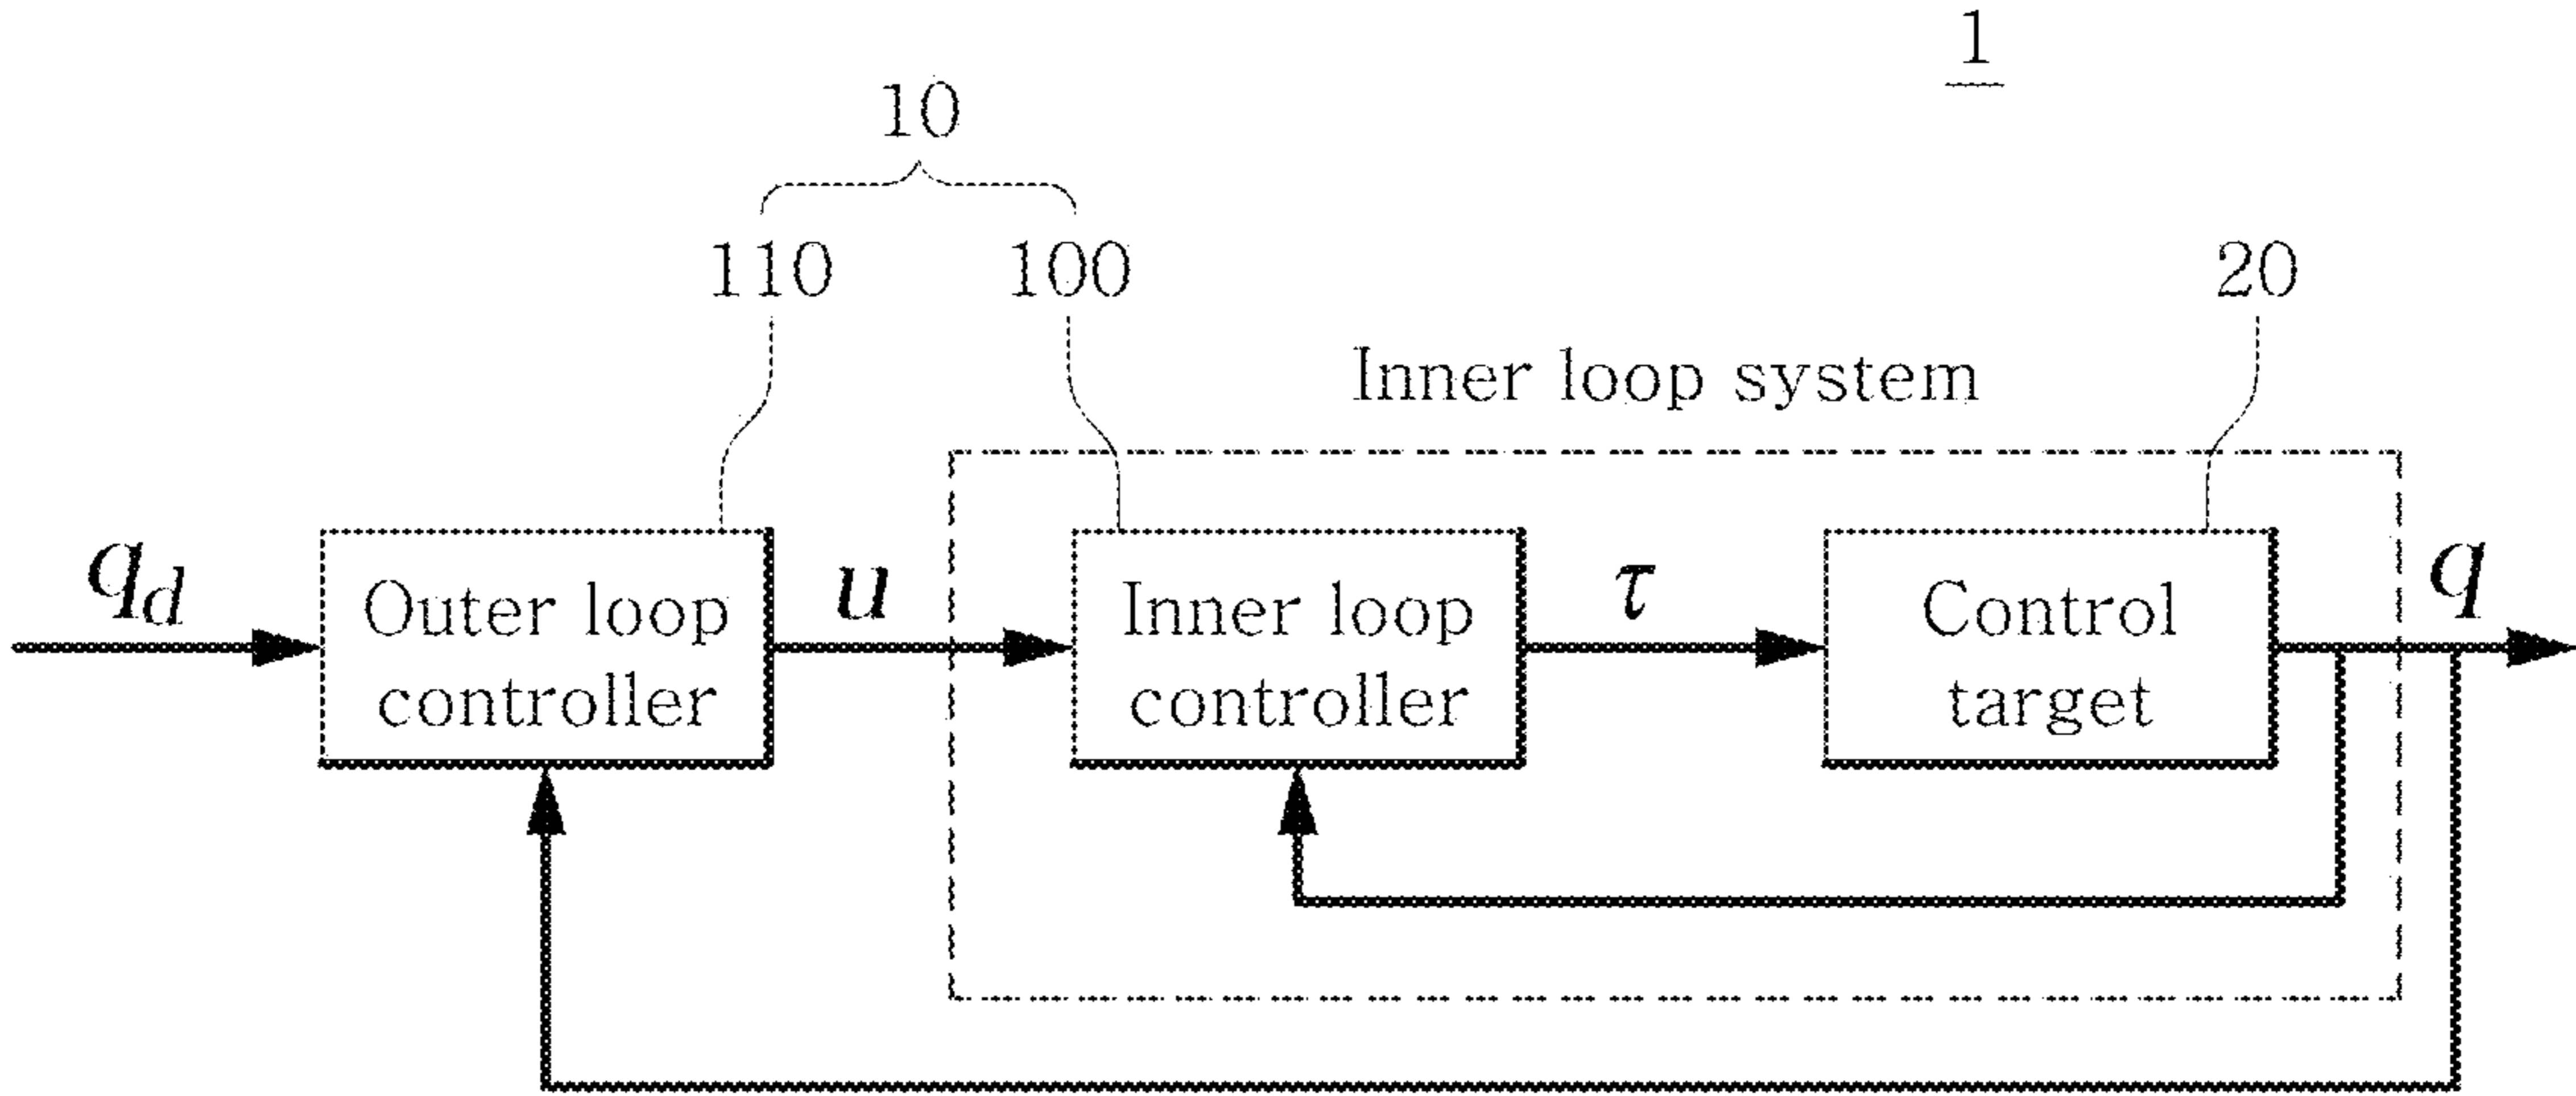 1
10
110
100
20
Inner loop system
q_d
Outer loop
controller
u
Inner loop
controller
τ
Control
target
q